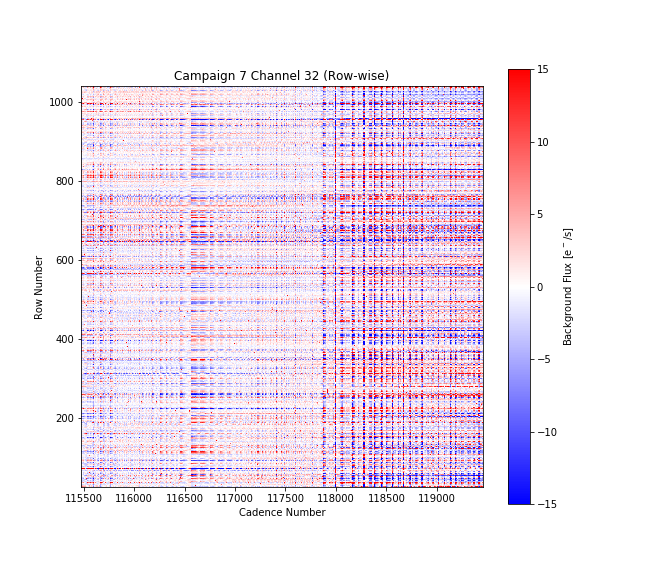 Campaign 7 Channel 32 (Row-wise)
1000
800
600
400
200
Row Number
115500 116000 116500 117000 117500 118000 118500 119000
Cadence Number
15
10
5
0
−5
−10
−15
Background Flux [e⁻/s]